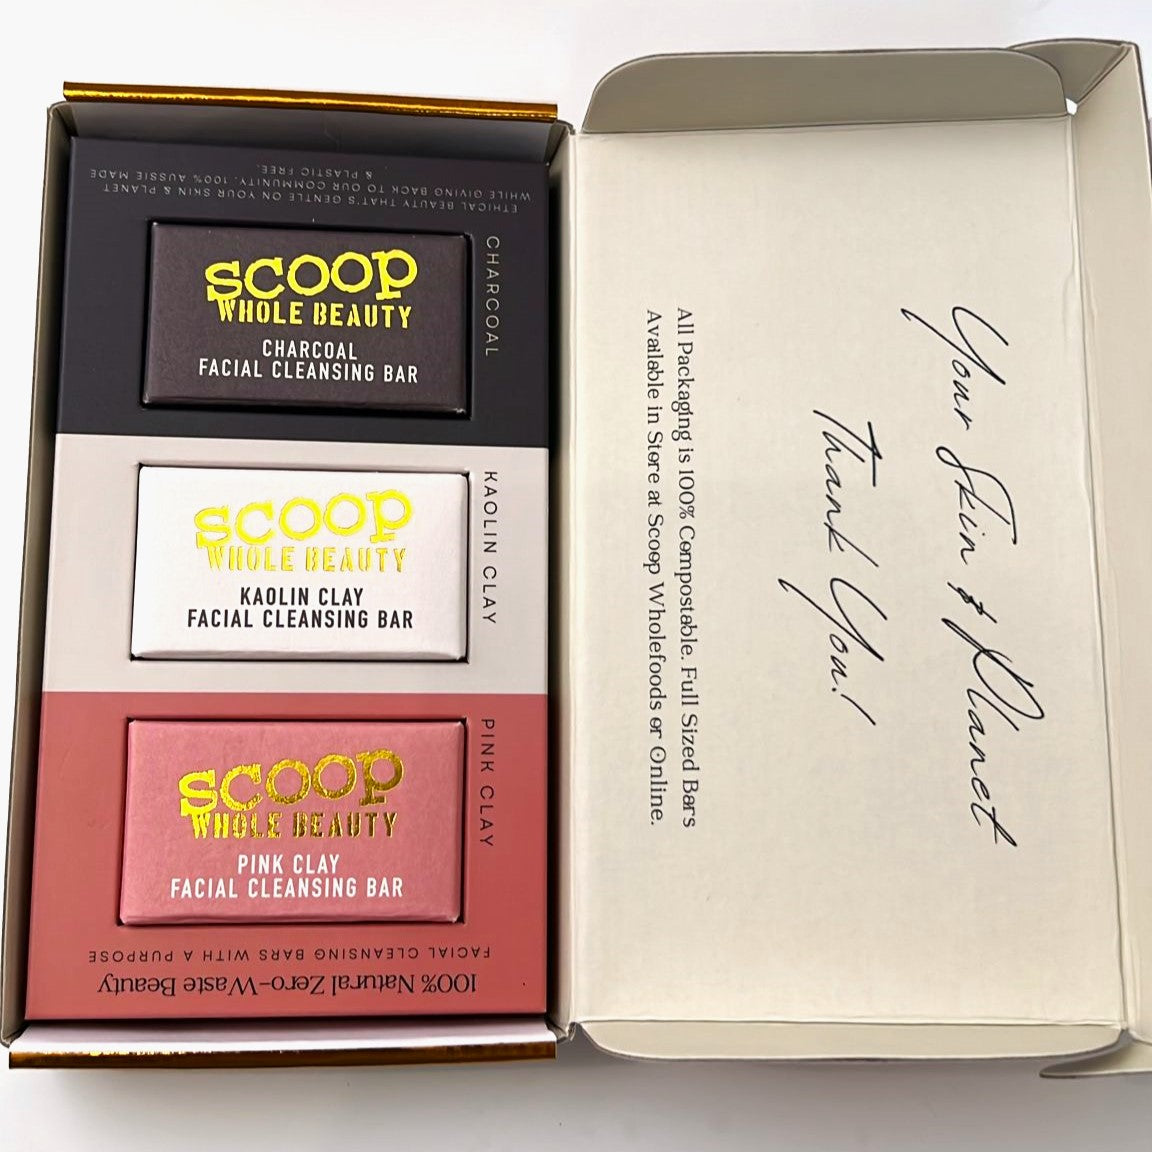 ETHICAL BEAUTY THAT'S GENTLE ON YOUR SKIN & PLANET
WHILE GIVING BACK TO OUR COMMUNITY. 100% AUSSIE MADE
& PLASTIC FREE.
SCOOP
WHOLE BEAUTY
CHARCOAL
FACIAL CLEANSING BAR
CHARCOAL
SCOOP
WHOLE BEAUTY
KAOLIN CLAY
FACIAL CLEANSING BAR
KAOLIN CLAY
SCOOP
WHOLE BEAUTY
PINK CLAY
FACIAL CLEANSING BAR
PINK CLAY
100% Natural Zero-Waste Beauty
FACIAL CLEANSING BARS WITH A PURPOSE
Your Skin & Planet
Thank You!
All Packaging is 100% Compostable. Full Sized Bars
Available in Store at Scoop Wholefoods or Online.